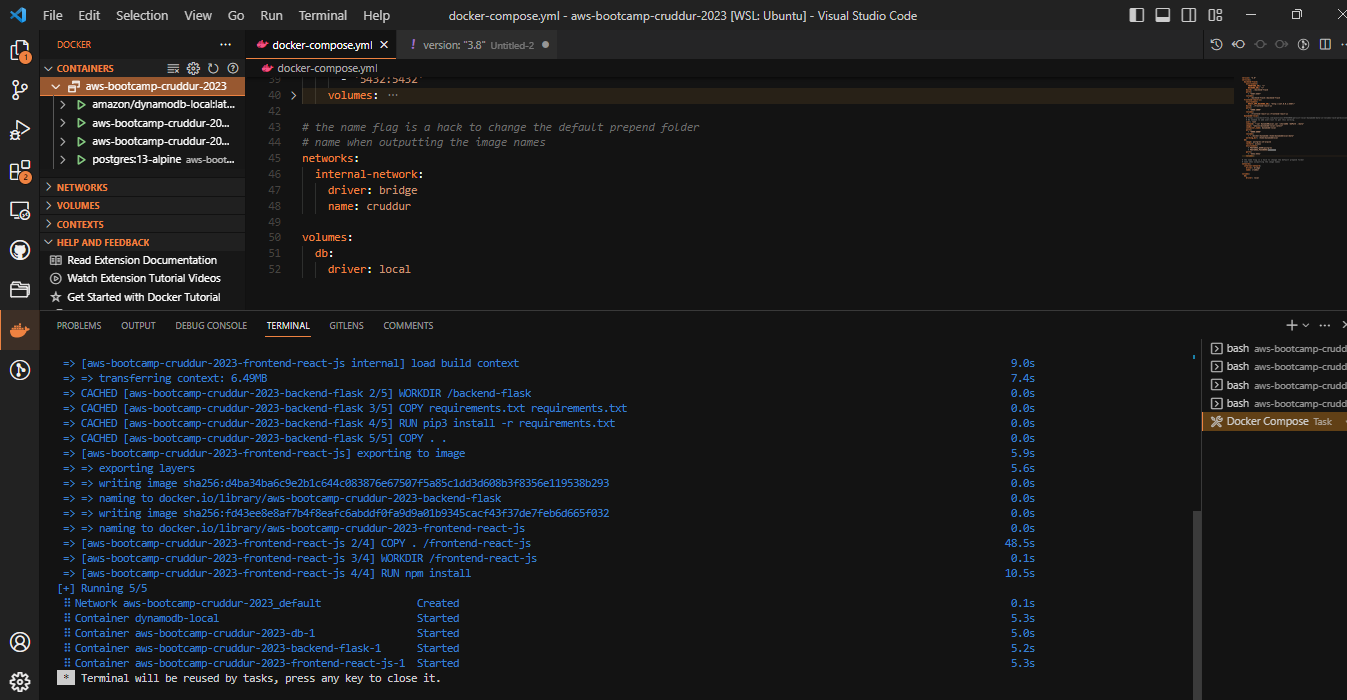 File Edit Selection View Go Run Terminal Help docker-compose.yml - aws-bootcamp-cruddur-2023 [WSL: Ubuntu] - Visual Studio Code
DOCKER ...
docker-compose.yml × ! version: "3.8" Untitled-2 ●
CONTAINERS
docker-compose.yml
aws-bootcamp-cruddur-2023
amazon/dynamodb-local:lat...
aws-bootcamp-cruddur-20...
aws-bootcamp-cruddur-20...
postgres:13-alpine aws-boot...
NETWORKS
VOLUMES
CONTEXTS
HELP AND FEEDBACK
Read Extension Documentation
Watch Extension Tutorial Videos
Get Started with Docker Tutorial
1
2
39 - '5432:5432'
40 > volumes: ...
42
43 # the name flag is a hack to change the default prepend folder
44 # name when outputting the image names
45 networks:
46 internal-network:
47 driver: bridge
48 name: cruddur
49
50 volumes:
51 db:
52 driver: local
PROBLEMS OUTPUT DEBUG CONSOLE TERMINAL GITLENS COMMENTS
=> [aws-bootcamp-cruddur-2023-frontend-react-js internal] load build context 9.0s
=> => transferring context: 6.49MB 7.4s
=> CACHED [aws-bootcamp-cruddur-2023-backend-flask 2/5] WORKDIR /backend-flask 0.0s
=> CACHED [aws-bootcamp-cruddur-2023-backend-flask 3/5] COPY requirements.txt requirements.txt 0.0s
=> CACHED [aws-bootcamp-cruddur-2023-backend-flask 4/5] RUN pip3 install -r requirements.txt 0.0s
=> CACHED [aws-bootcamp-cruddur-2023-backend-flask 5/5] COPY . . 0.0s
=> [aws-bootcamp-cruddur-2023-frontend-react-js] exporting to image 5.9s
=> => exporting layers 5.6s
=> => writing image sha256:d4ba34ba6c9e2b1c644c083876e67507f5a85c1dd3d608b3f8356e119538b293 0.0s
=> => naming to docker.io/library/aws-bootcamp-cruddur-2023-backend-flask 0.0s
=> => writing image sha256:fd43ee8e8af7b4f8eafc6abddf0fa9d9a01b9345cacf43f37de7feb6d665f032 0.0s
=> => naming to docker.io/library/aws-bootcamp-cruddur-2023-frontend-react-js 0.0s
=> [aws-bootcamp-cruddur-2023-frontend-react-js 2/4] COPY . /frontend-react-js 48.5s
=> [aws-bootcamp-cruddur-2023-frontend-react-js 3/4] WORKDIR /frontend-react-js 0.1s
=> [aws-bootcamp-cruddur-2023-frontend-react-js 4/4] RUN npm install 10.5s
[+] Running 5/5
⠿ Network aws-bootcamp-cruddur-2023_default Created 0.1s
⠿ Container dynamodb-local Started 5.3s
⠿ Container aws-bootcamp-cruddur-2023-db-1 Started 5.0s
⠿ Container aws-bootcamp-cruddur-2023-backend-flask-1 Started 5.2s
⠿ Container aws-bootcamp-cruddur-2023-frontend-react-js-1 Started 5.3s
* Terminal will be reused by tasks, press any key to close it.
bash aws-bootcamp-crudd
bash aws-bootcamp-crudd
bash aws-bootcamp-crudd
bash aws-bootcamp-crudd
Docker Compose Task